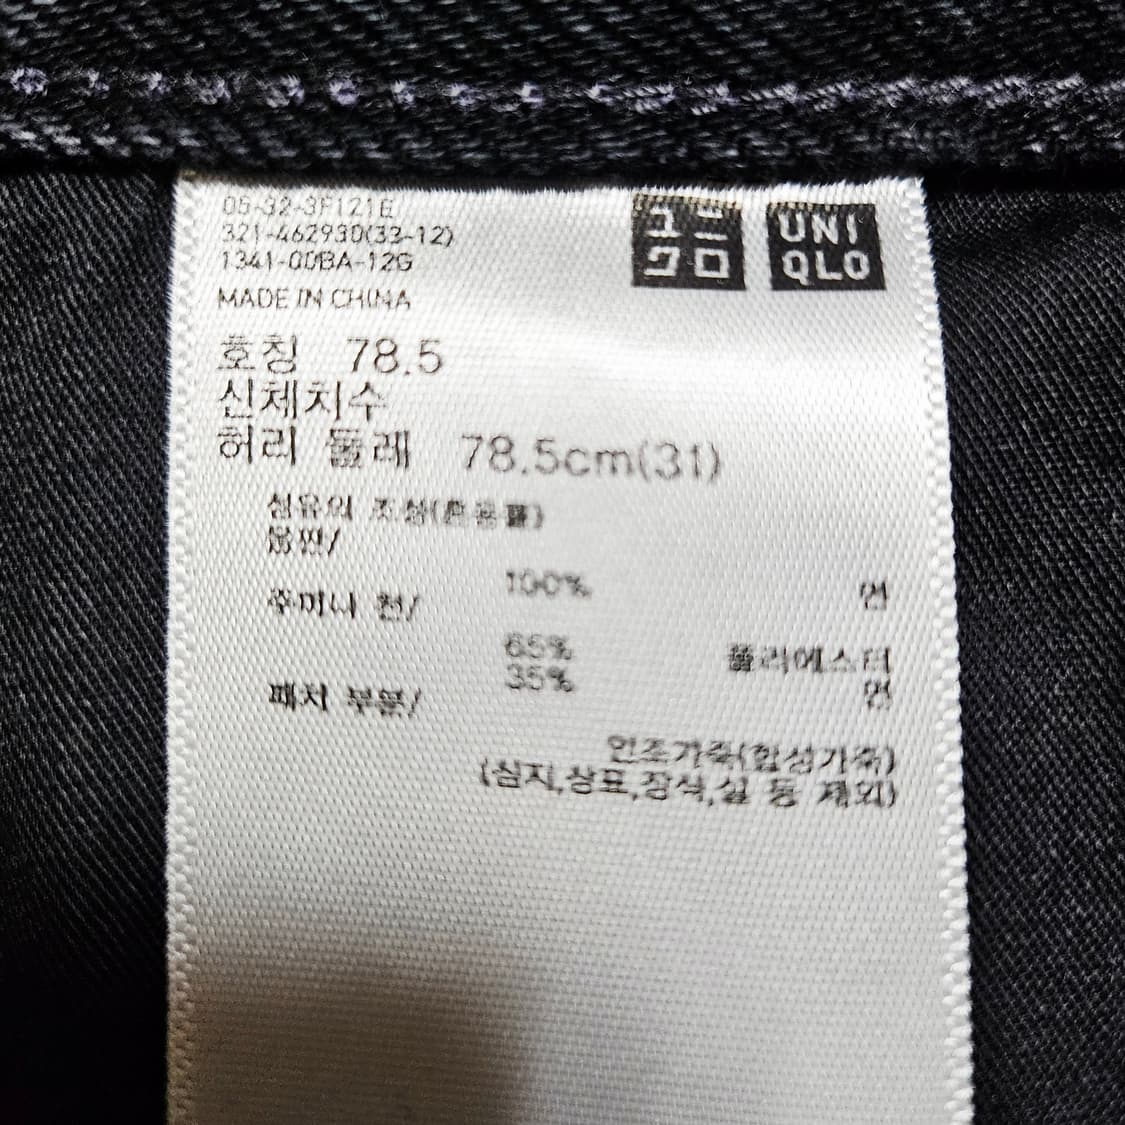 05-32-3F121E
321-462930(33-12)
1341-00BA-12G
MADE IN CHINA
ユニ
クロ
UNI
QLO
호칭 78.5
신체치수
허리 둘레 78.5cm(31)
섬유의 조성(혼용률)
몸판/
100% 면
주머니 천/
65% 폴리에스터
35% 면
패치 부분/
인조가죽(합성가죽)
(심지,상표,장식,실 등 제외)